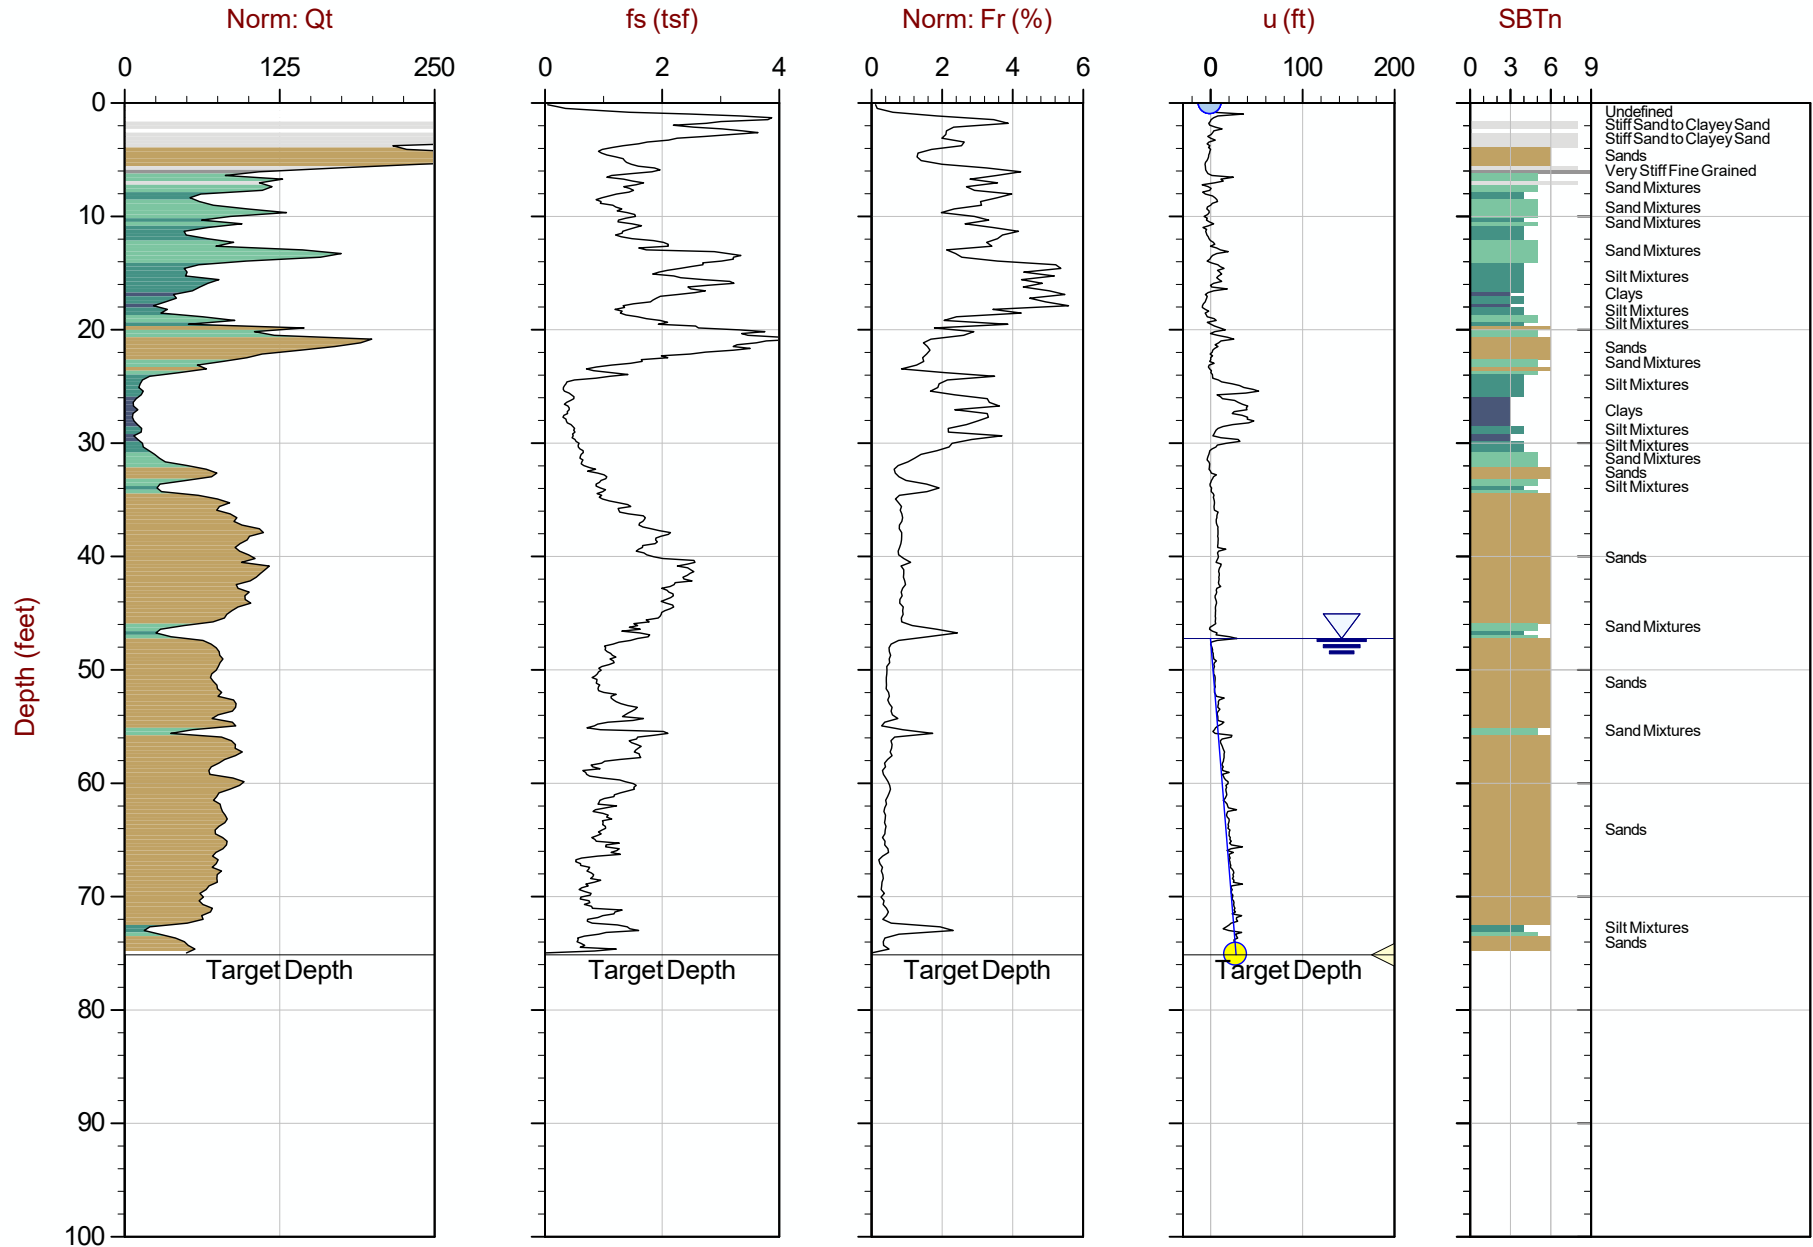 Norm: Qt fs (tsf) Norm: Fr (%) u (ft) SBTn
0 125 250 0 2 4 0 2 4 6 0 100 200 0 3 6 9
0
Undefined
Stiff Sand to Clayey Sand
Stiff Sand to Clayey Sand
Sands
Very Stiff Fine Grained
Sand Mixtures
Sand Mixtures
10
Sand Mixtures
Sand Mixtures
Silt Mixtures
Clays
Silt Mixtures
Silt Mixtures
20
Sands
Sand Mixtures
Silt Mixtures
Clays
Silt Mixtures
30
Silt Mixtures
Sand Mixtures
Sands
Silt Mixtures
40
Sands
Sand Mixtures
Depth (feet)
50
Sands
Sand Mixtures
60
Sands
70
Silt Mixtures
Sands
Target Depth Target Depth Target Depth Target Depth
80
90
100